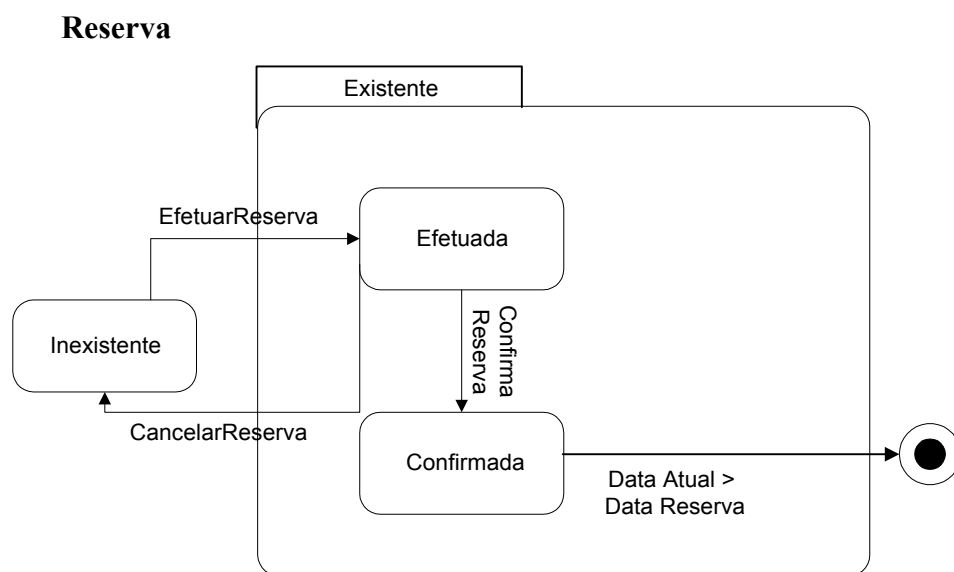 Reserva
Existente
EfetuarReserva
Efetuada
Inexistente
Confirma
Reserva
CancelarReserva
Confirmada
Data Atual >
Data Reserva